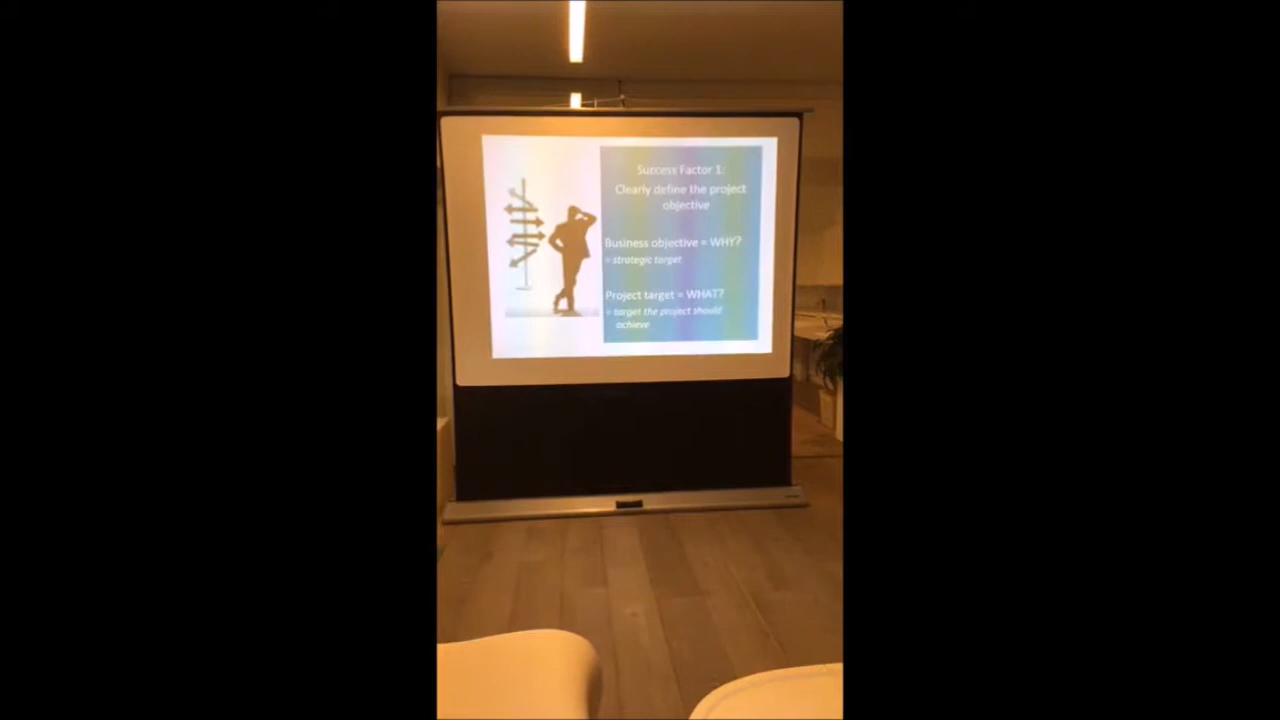 Success Factor 1:
Clearly define the project
objective
Business objective = WHY?
= strategic target
Project target = WHAT?
= target the project should
achieve